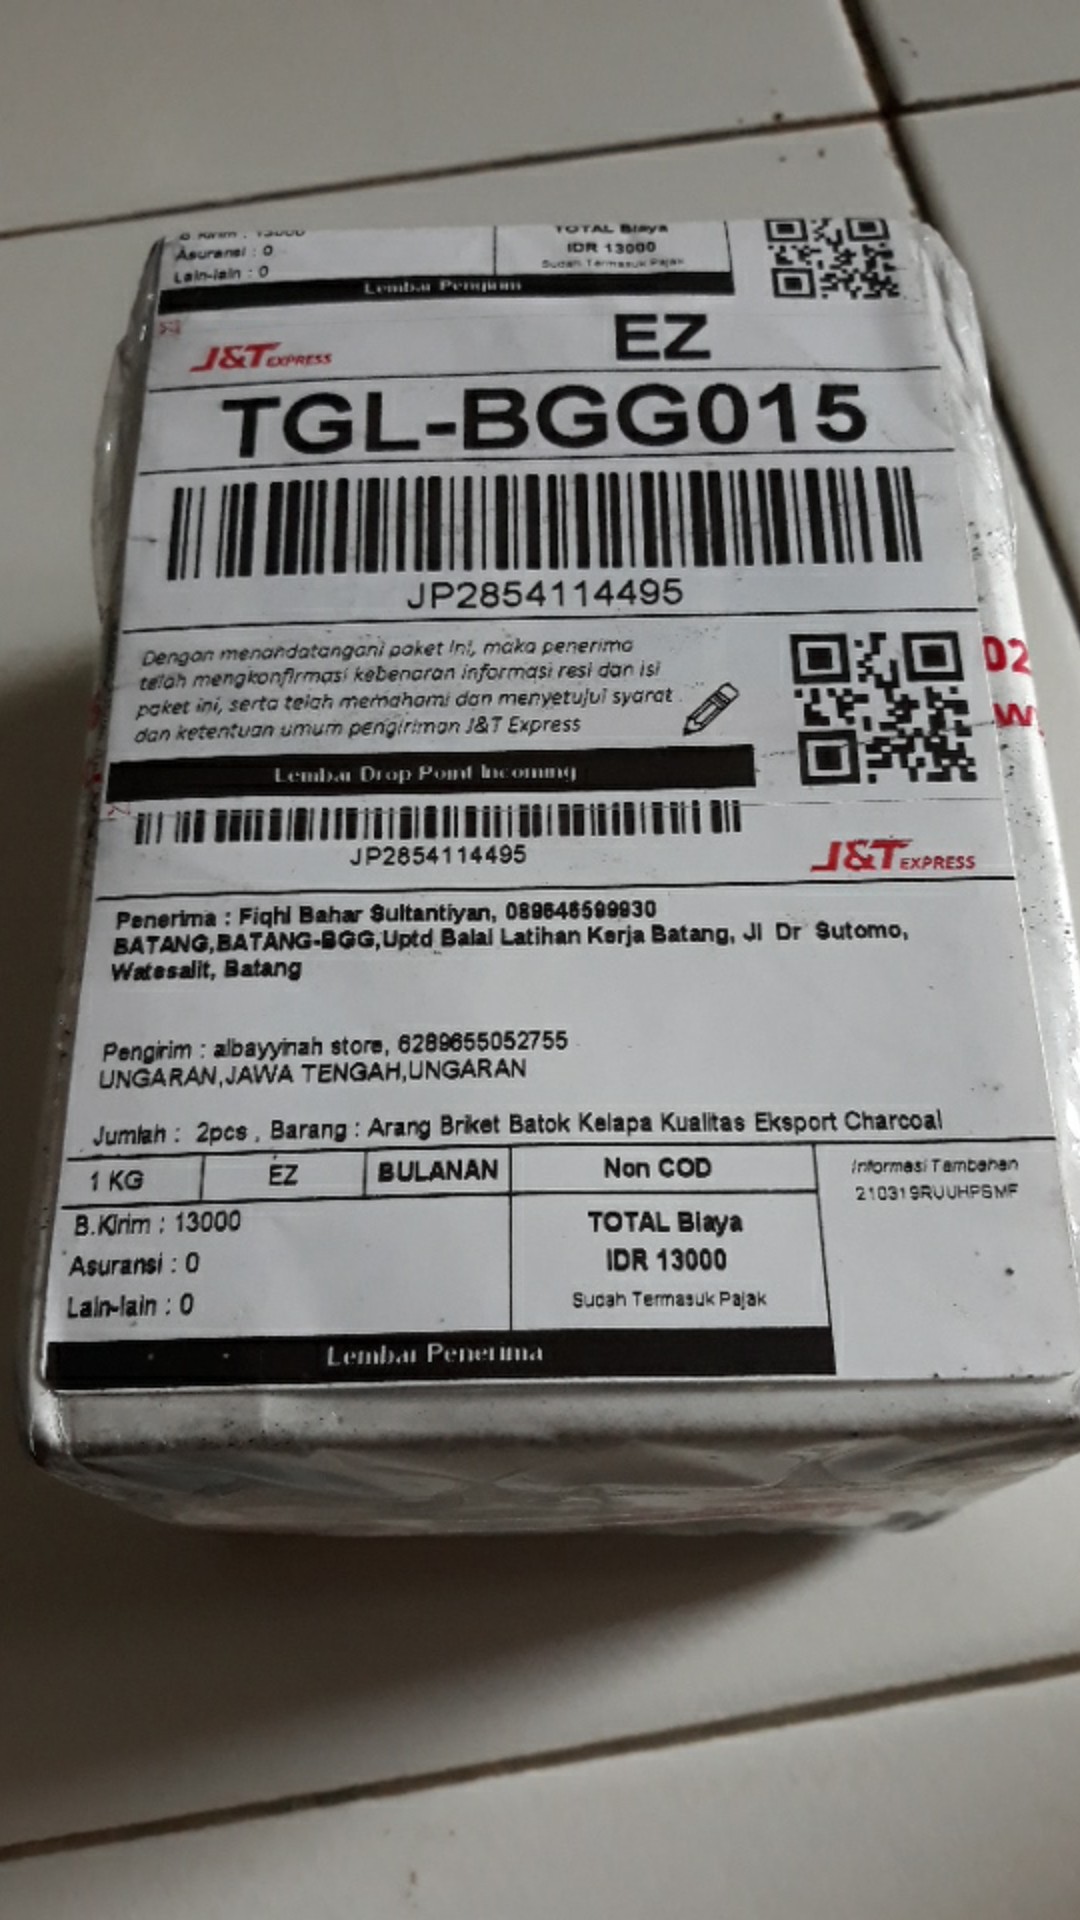 B.Kirim : 13000
Asuransi : 0
Lain-lain : 0
TOTAL Biaya
IDR 13000
Sudah Termasuk Pajak
Lembar Pengirim
J&T EXPRESS
EZ
TGL-BGG015
JP2854114495
Dengan menandatangani paket ini, maka penerima
telah mengkonfirmasi kebenaran informasi resi dan isi
paket ini, serta telah memahami dan menyetujui syarat
dan ketentuan umum pengiriman J&T Express
02
W
Lembar Drop Point Incoming
JP2854114495
J&T EXPRESS
Penerima : Fiqhi Bahar Sultantiyan, 089646599930
BATANG,BATANG-BGG,Uptd Balai Latihan Kerja Batang, Jl Dr Sutomo,
Watesalit, Batang
Pengirim : albayyinah store, 6289655052755
UNGARAN,JAWA TENGAH,UNGARAN
Jumlah : 2pcs , Barang : Arang Briket Batok Kelapa Kualitas Eksport Charcoal
1 KG EZ BULANAN Non COD
Informasi Tambahan
210319RUUHPSMF
B.Kirim : 13000
Asuransi : 0
Lain-lain : 0
TOTAL Biaya
IDR 13000
Sudah Termasuk Pajak
Lembar Penerima